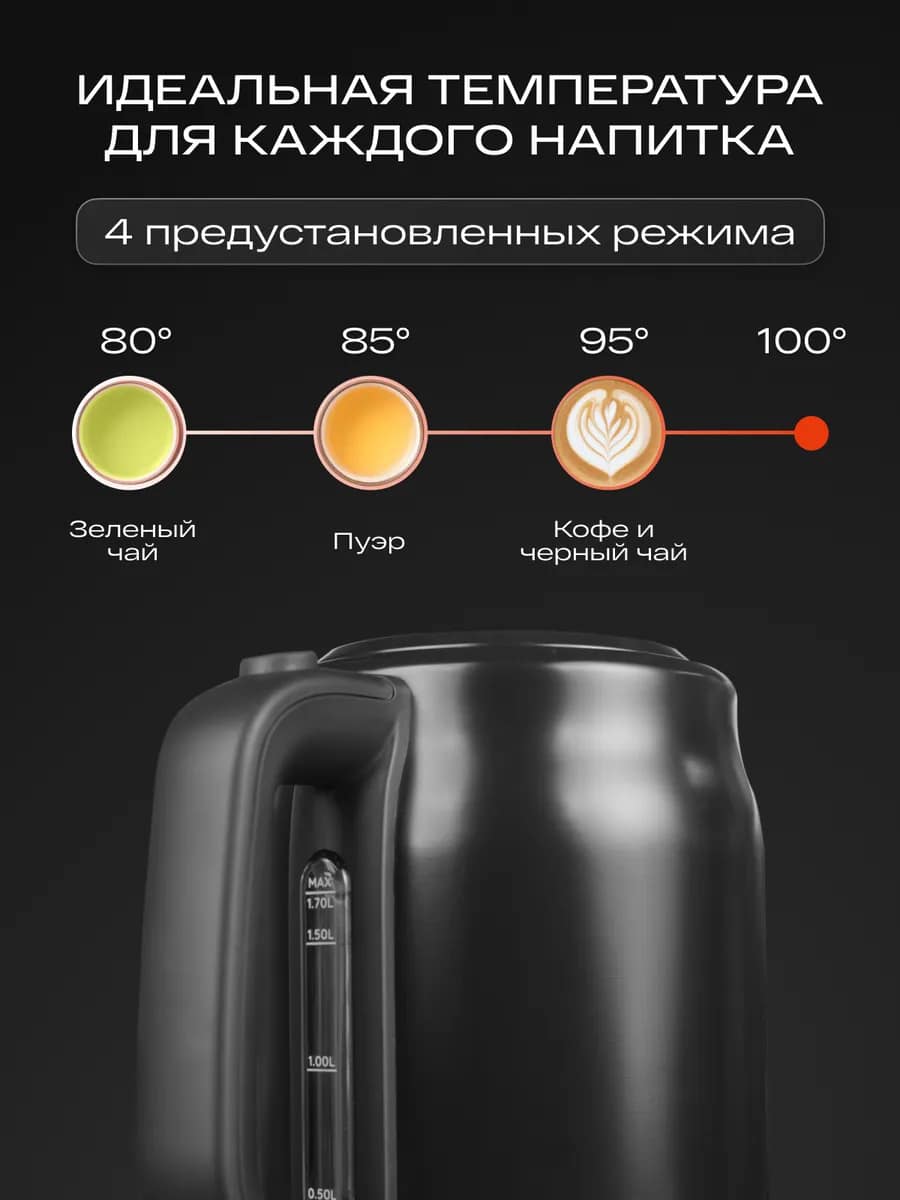 ИДЕАЛЬНАЯ ТЕМПЕРАТУРА
ДЛЯ КАЖДОГО НАПИТКА
4 предустановленных режима
80° 85° 95° 100°
Зеленый
чай
Пуэр
Кофе и
черный чай
MAX
1.70L
1.50L
1.00L
0.50L